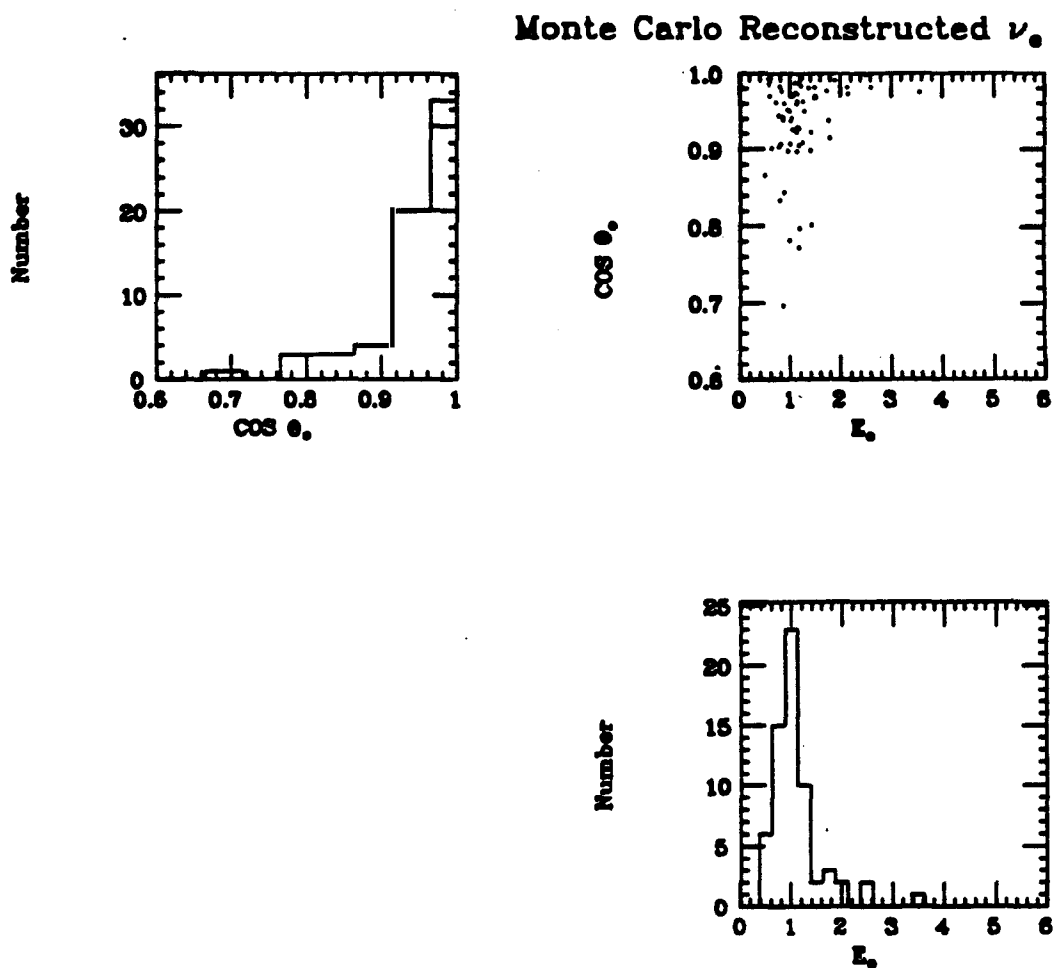 Monte Carlo Reconstructed νₑ
Number
30
20
10
0
0.6 0.7 0.8 0.9 1
COS θₑ
COS θₑ
1.0
0.9
0.8
0.7
0.6
0 1 2 3 4 5 6
Eₑ
Number
25
20
15
10
5
0
0 1 2 3 4 5 6
Eₑ